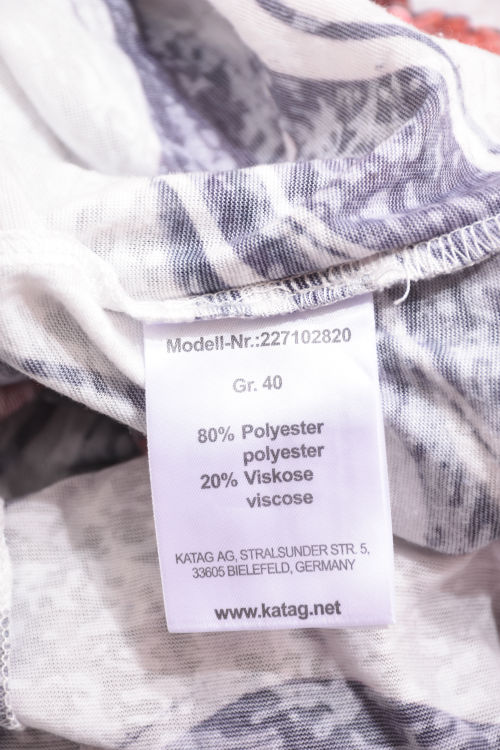 Modell-Nr.:227102820
Gr. 40
80% Polyester
polyester
20% Viskose
viscose
KATAG AG, STRALSUNDER STR. 5,
33605 BIELEFELD, GERMANY
www.katag.net